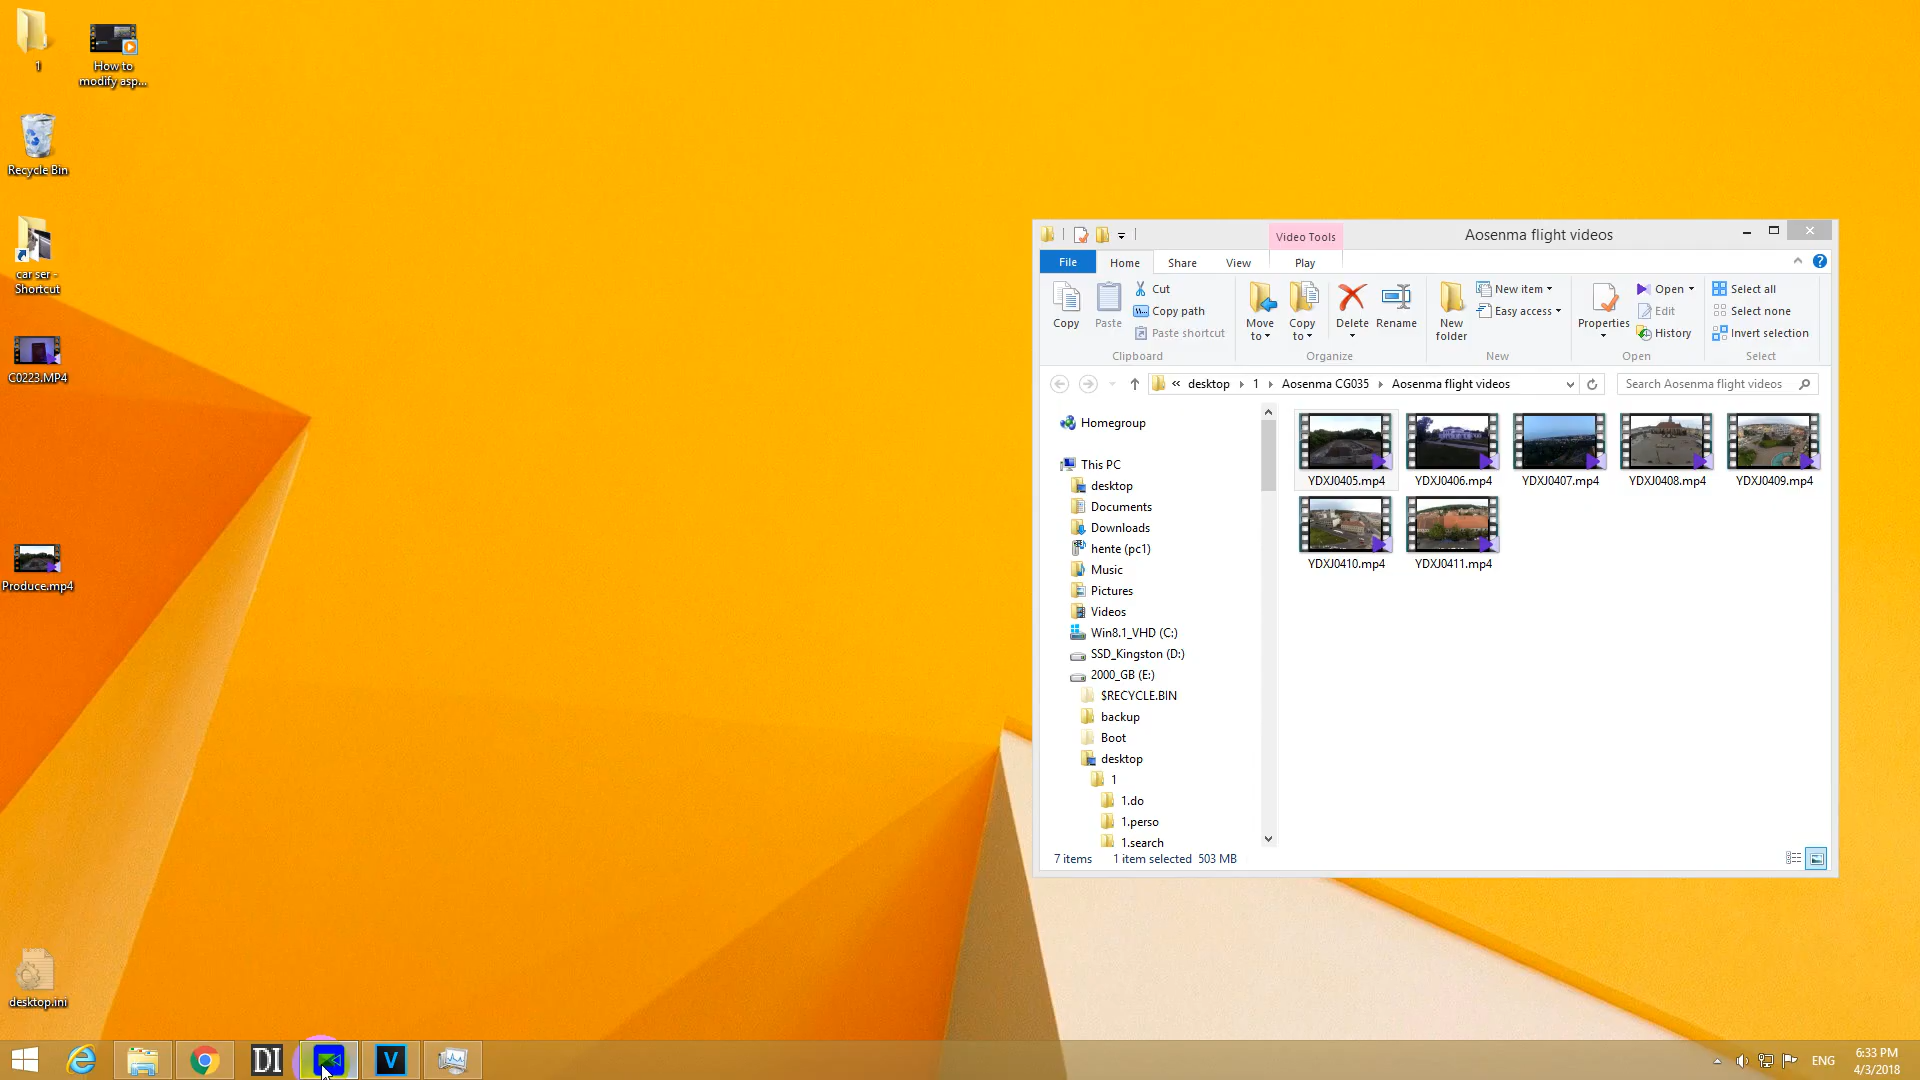 1
How to
modify asp...
Recycle Bin
car ser -
Shortcut
C0223.MP4
Produce.mp4
desktop.ini
Video Tools
Aosenma flight videos
File
Home
Share
View
Play
Copy
Paste
Cut
Copy path
Paste shortcut
Clipboard
Move
to
Copy
to
Delete
Rename
Organize
New
folder
New item
Easy access
New
Properties
Open
Edit
History
Open
Select all
Select none
Invert selection
Select
« desktop 1 Aosenma CG035 Aosenma flight videos
Search Aosenma flight videos
Homegroup
This PC
desktop
Documents
Downloads
hente (pc1)
Music
Pictures
Videos
Win8.1_VHD (C:)
SSD_Kingston (D:)
2000_GB (E:)
$RECYCLE.BIN
backup
Boot
desktop
1
1.do
1.perso
1.search
YDXJ0405.mp4
YDXJ0406.mp4
YDXJ0407.mp4
YDXJ0408.mp4
YDXJ0409.mp4
YDXJ0410.mp4
YDXJ0411.mp4
7 items 1 item selected 503 MB
DI
V
ENG
6:33 PM
4/3/2018